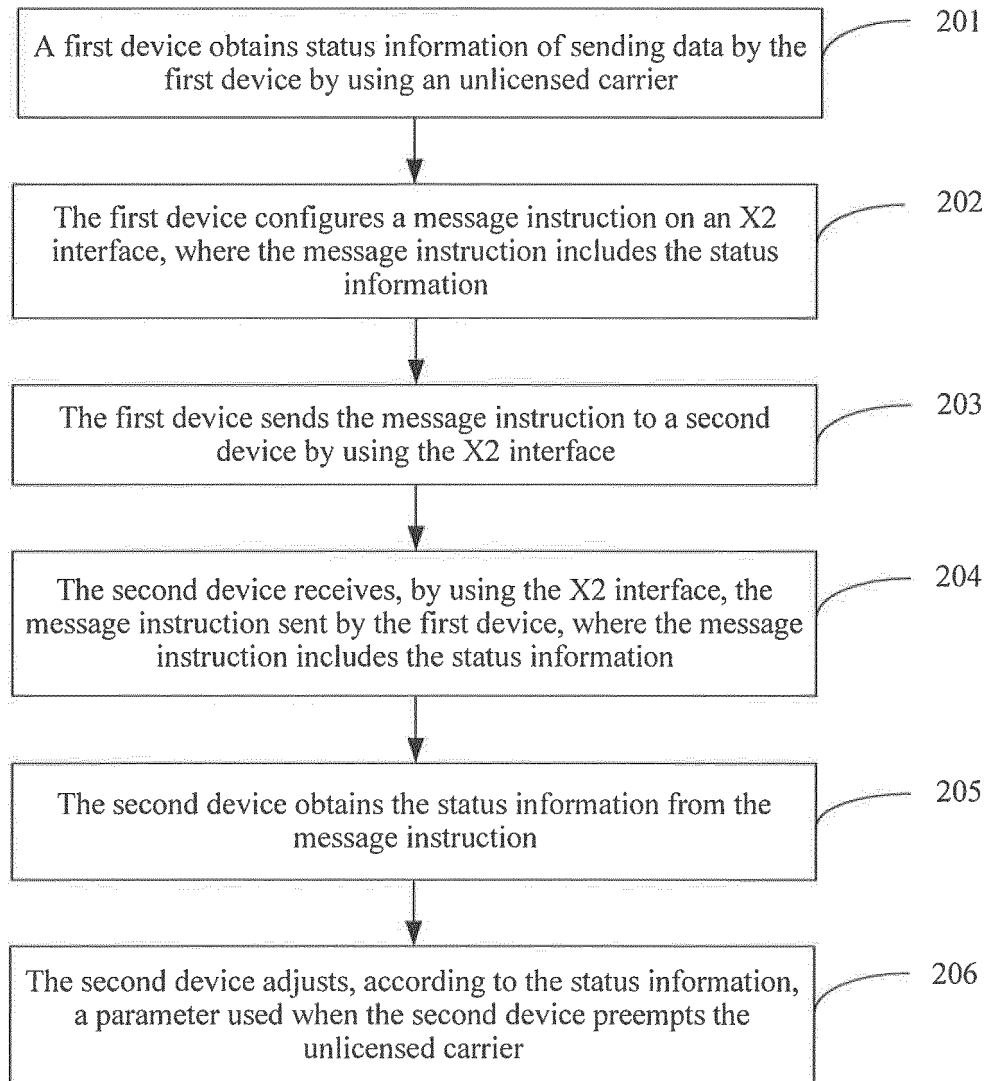 A first device obtains status information of sending data by the
first device by using an unlicensed carrier
201
The first device configures a message instruction on an X2
interface, where the message instruction includes the status
information
202
The first device sends the message instruction to a second
device by using the X2 interface
203
The second device receives, by using the X2 interface, the
message instruction sent by the first device, where the message
instruction includes the status information
204
The second device obtains the status information from the
message instruction
205
The second device adjusts, according to the status information,
a parameter used when the second device preempts the
unlicensed carrier
206